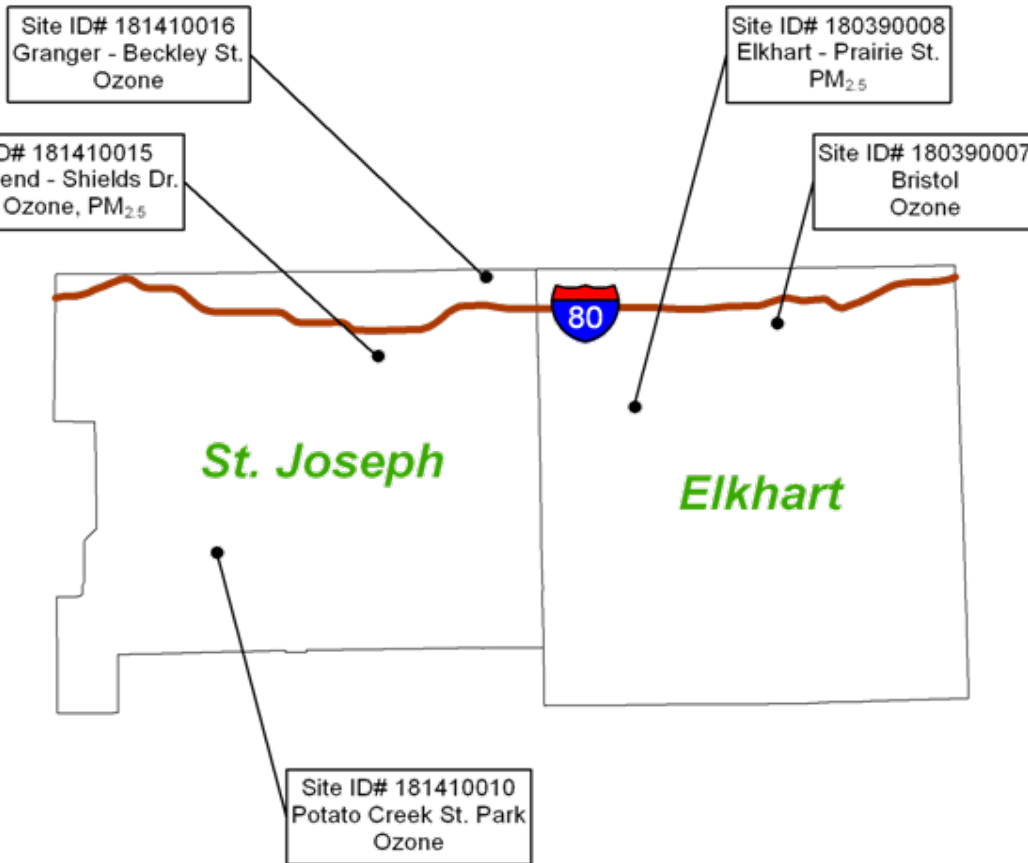 Site ID# 181410016
Granger - Beckley St.
Ozone
Site ID# 180390008
Elkhart - Prairie St.
PM₂.₅
D# 181410015
end - Shields Dr.
Ozone, PM₂.₅
Site ID# 180390007
Bristol
Ozone
80
St. Joseph
Elkhart
Site ID# 181410010
Potato Creek St. Park
Ozone